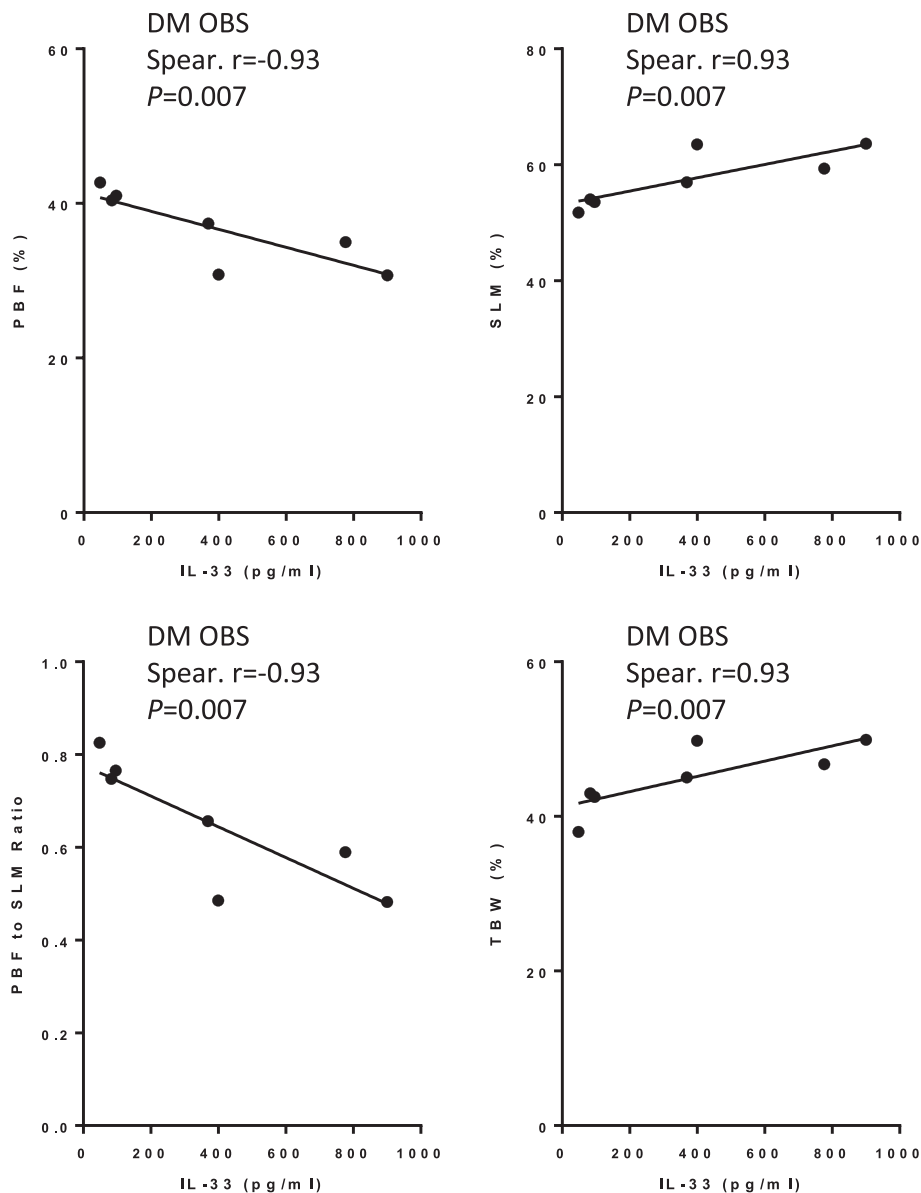 DM OBS
Spear. r=-0.93
P=0.007
60
40
20
0
PBF (%)
0 200 400 600 800 1000
IL-33 (pg/ml)
DM OBS
Spear. r=0.93
P=0.007
80
60
40
20
0
SLM (%)
0 200 400 600 800 1000
IL-33 (pg/ml)
DM OBS
Spear. r=-0.93
P=0.007
1.0
0.8
0.6
0.4
0.2
0.0
PBF to SLM Ratio
0 200 400 600 800 1000
IL-33 (pg/ml)
DM OBS
Spear. r=0.93
P=0.007
60
40
20
0
TBW (%)
0 200 400 600 800 1000
IL-33 (pg/ml)